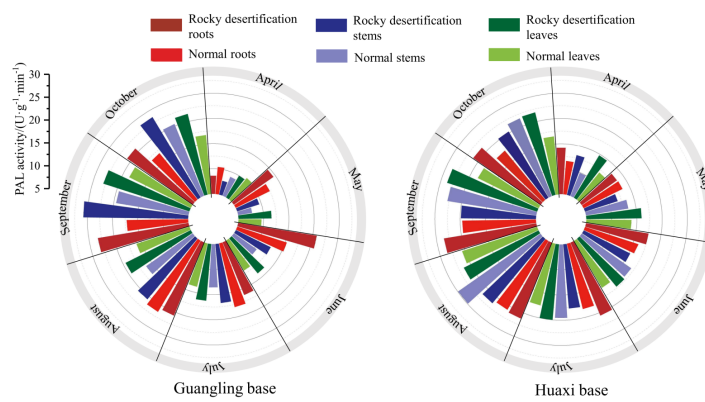 Rocky desertification roots
Rocky desertification stems
Rocky desertification leaves
Normal roots
Normal stems
Normal leaves
PAL activity/(U·g⁻¹·min⁻¹)
30
25
20
15
10
5
April
May
June
July
August
September
October
Guangling base
April
May
June
July
August
September
October
Huaxi base